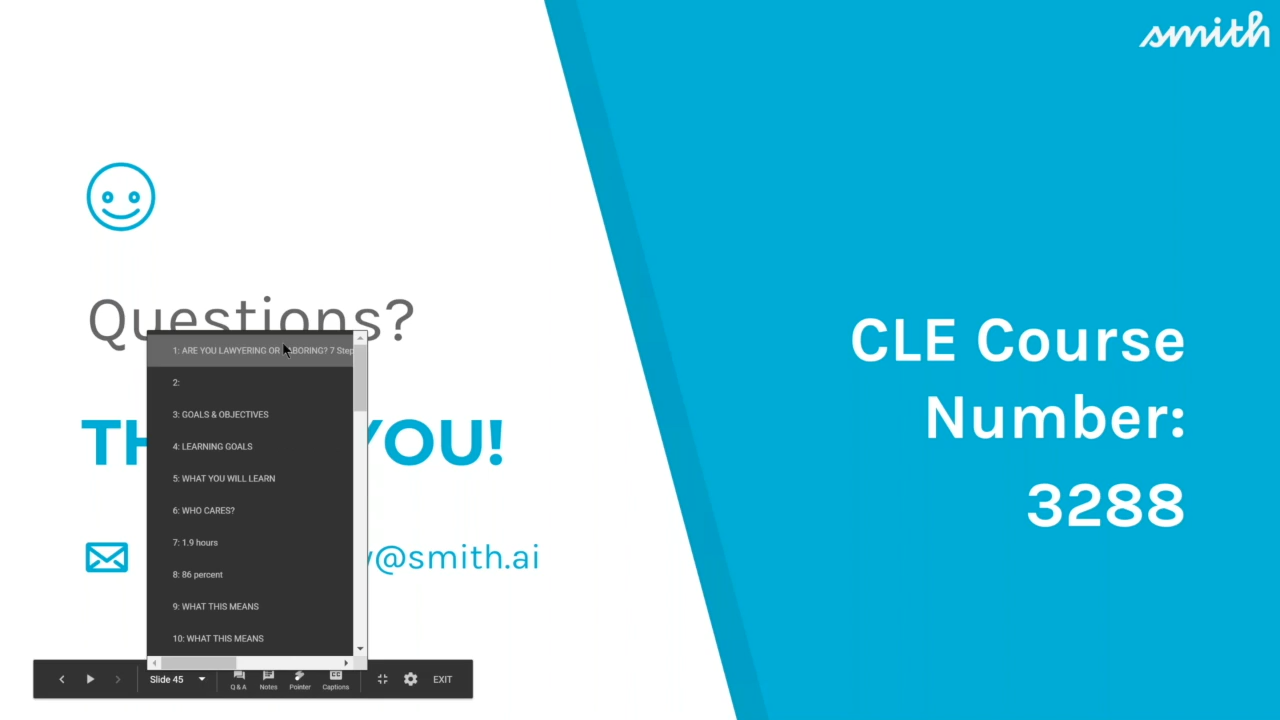 smith
Questions?
CLE Course
Number:
3288
YOU!
@smith.ai
1: ARE YOU LAWYERING OR
? 7 Step
2:
3: GOALS & OBJECTIVES
4: LEARNING GOALS
5: WHAT YOU WILL LEARN
6: WHO CARES?
7: 1.9 hours
8: 86 percent
9: WHAT THIS MEANS
10: WHAT THIS MEANS
Slide 45
Q & A
Notes
Pointer
Captions
EXIT